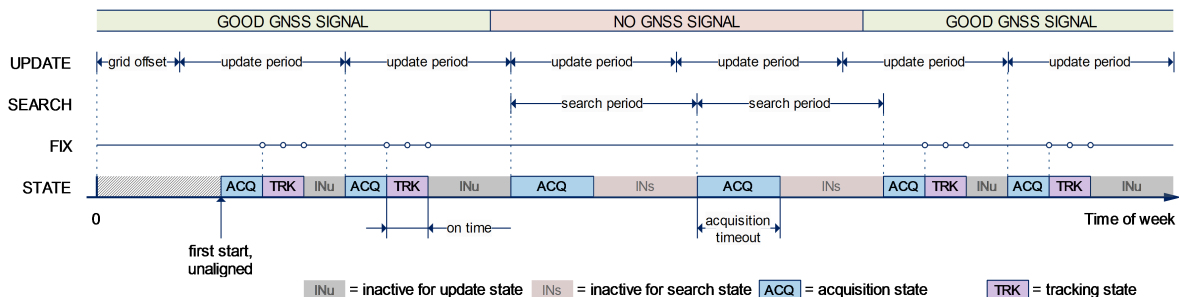 GOOD GNSS SIGNAL NO GNSS SIGNAL GOOD GNSS SIGNAL
UPDATE grid offset update period update period update period update period update period update period
SEARCH search period search period
FIX
STATE ACQ TRK INu ACQ TRK INu ACQ INs ACQ INs ACQ TRK INu ACQ TRK INu
0 Time of week
first start,
unaligned
on time
acquisition
timeout
INu = inactive for update state INs = inactive for search state ACQ = acquisition state TRK = tracking state